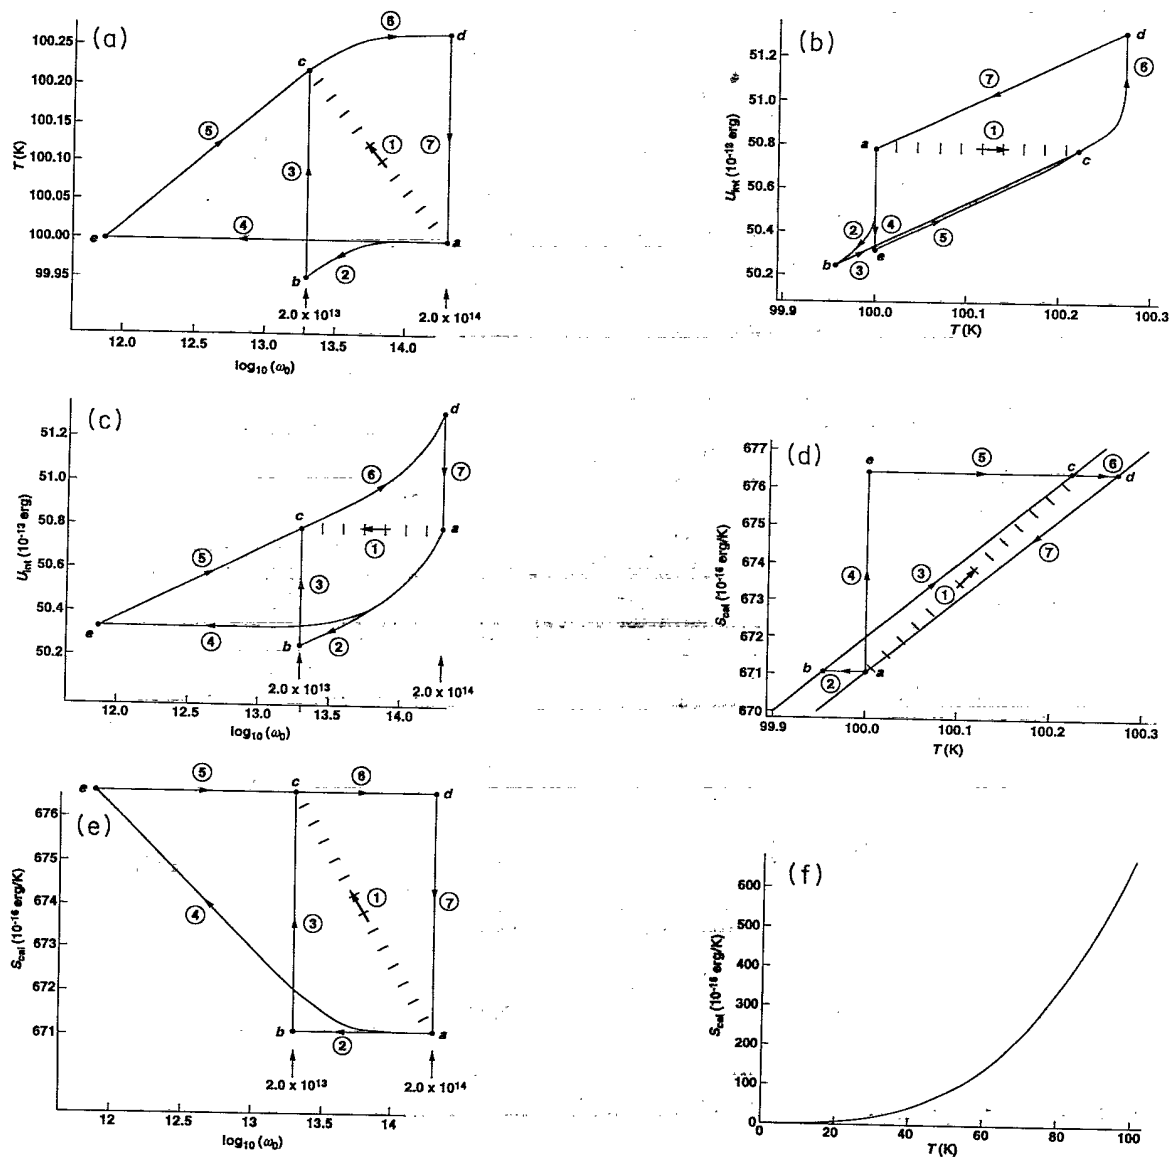 (a)
T (K)
100.25
100.20
100.15
100.10
100.05
100.00
99.95
6
d
c
5
3
1
7
4
e
a
2
b
2.0 x 10¹³
2.0 x 10¹⁴
12.0 12.5 13.0 13.5 14.0
log₁₀ (ω₀)
(b)
U_int (10⁻¹³ erg)
51.2
51.0
50.8
50.6
50.4
50.2
d
6
7
a
1
c
2
4
5
b
3
e
99.9 100.0 100.1 100.2 100.3
T (K)
(c)
U_int (10⁻¹³ erg)
51.2
51.0
50.8
50.6
50.4
50.2
d
6
7
c
a
1
5
3
e
4
b
2
2.0 x 10¹³
2.0 x 10¹⁴
12.0 12.5 13.0 13.5 14.0
log₁₀ (ω₀)
(d)
S_cal (10⁻¹⁶ erg/K)
677
676
675
674
673
672
671
670
e
5
c
6
d
7
4
3
1
b
2
a
99.9 100.0 100.1 100.2 100.3
T (K)
(e)
S_cal (10⁻¹⁶ erg/K)
676
675
674
673
672
671
e
5
c
6
d
4
3
1
7
b
2
a
2.0 x 10¹³
2.0 x 10¹⁴
12 12.5 13 13.5 14
log₁₀ (ω₀)
(f)
S_cal (10⁻¹⁶ erg/K)
600
500
400
300
200
100
0
0 20 40 60 80 100
T (K)